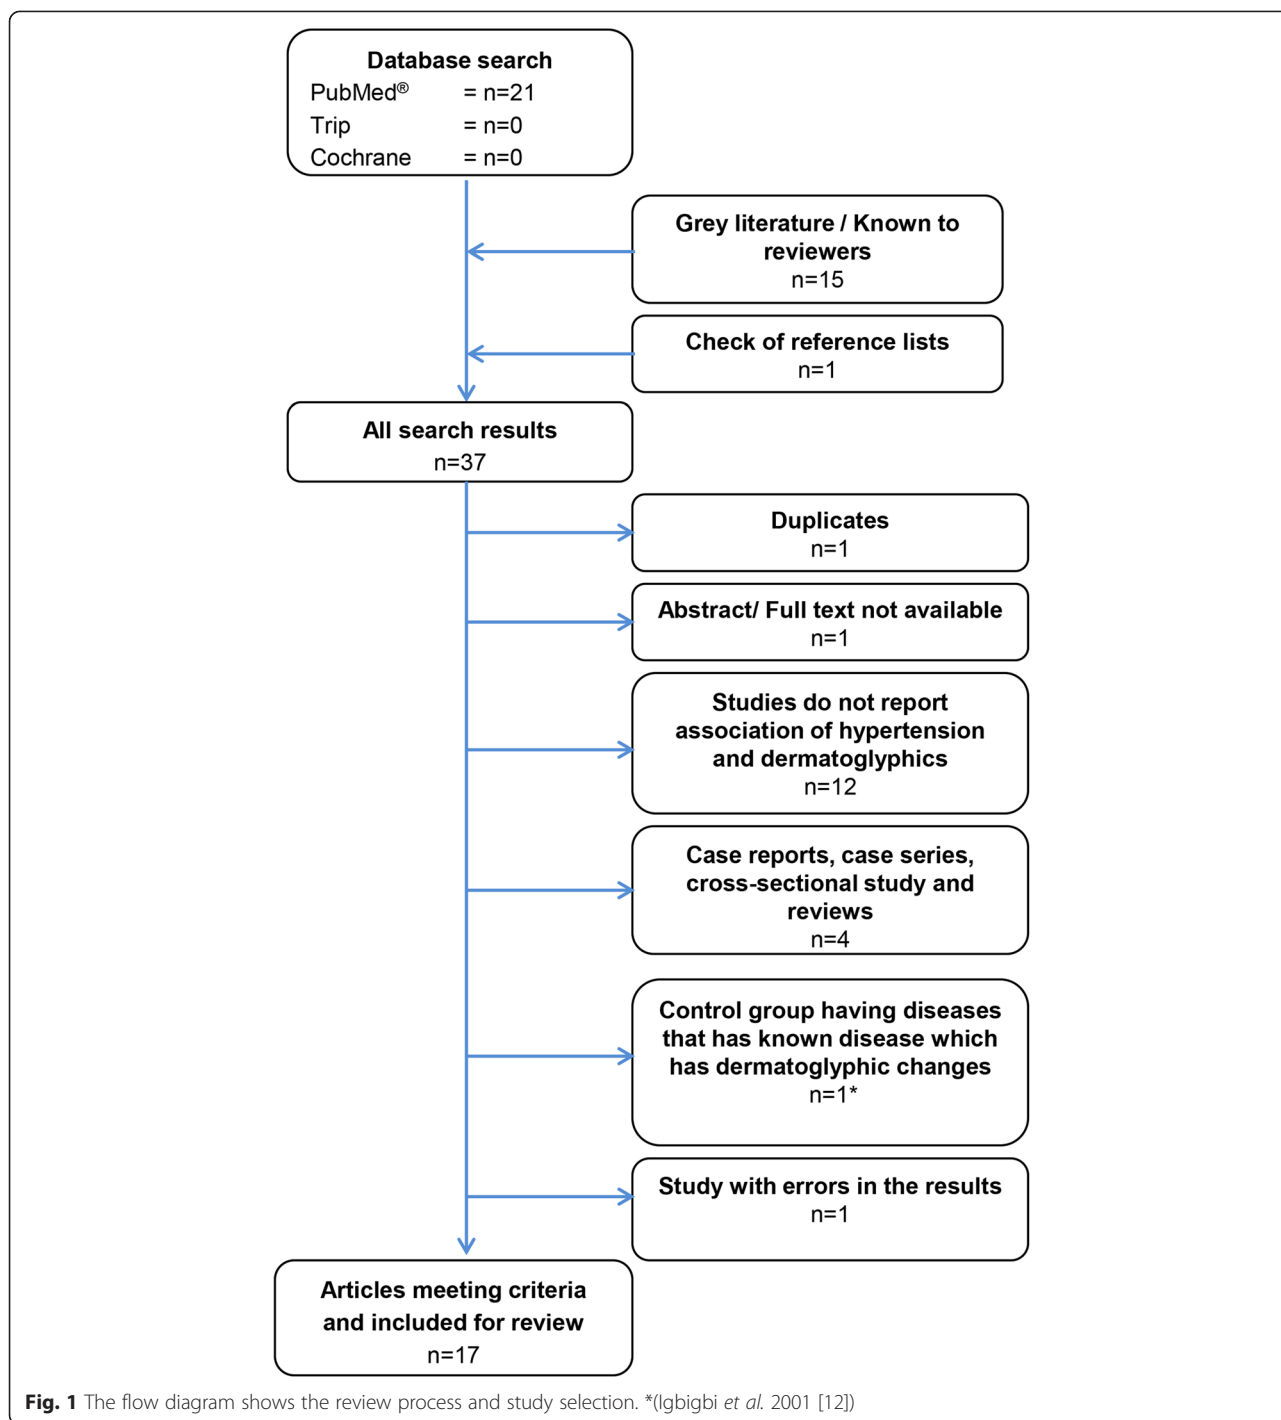 Database search
PubMed® = n=21
Trip = n=0
Cochrane = n=0
Grey literature / Known to
reviewers
n=15
Check of reference lists
n=1
All search results
n=37
Duplicates
n=1
Abstract/ Full text not available
n=1
Studies do not report
association of hypertension
and dermatoglyphics
n=12
Case reports, case series,
cross-sectional study and
reviews
n=4
Control group having diseases
that has known disease which
has dermatoglyphic changes
n=1*
Study with errors in the results
n=1
Articles meeting criteria
and included for review
n=17
Fig. 1 The flow diagram shows the review process and study selection. *(Igbigbi et al. 2001 [12])